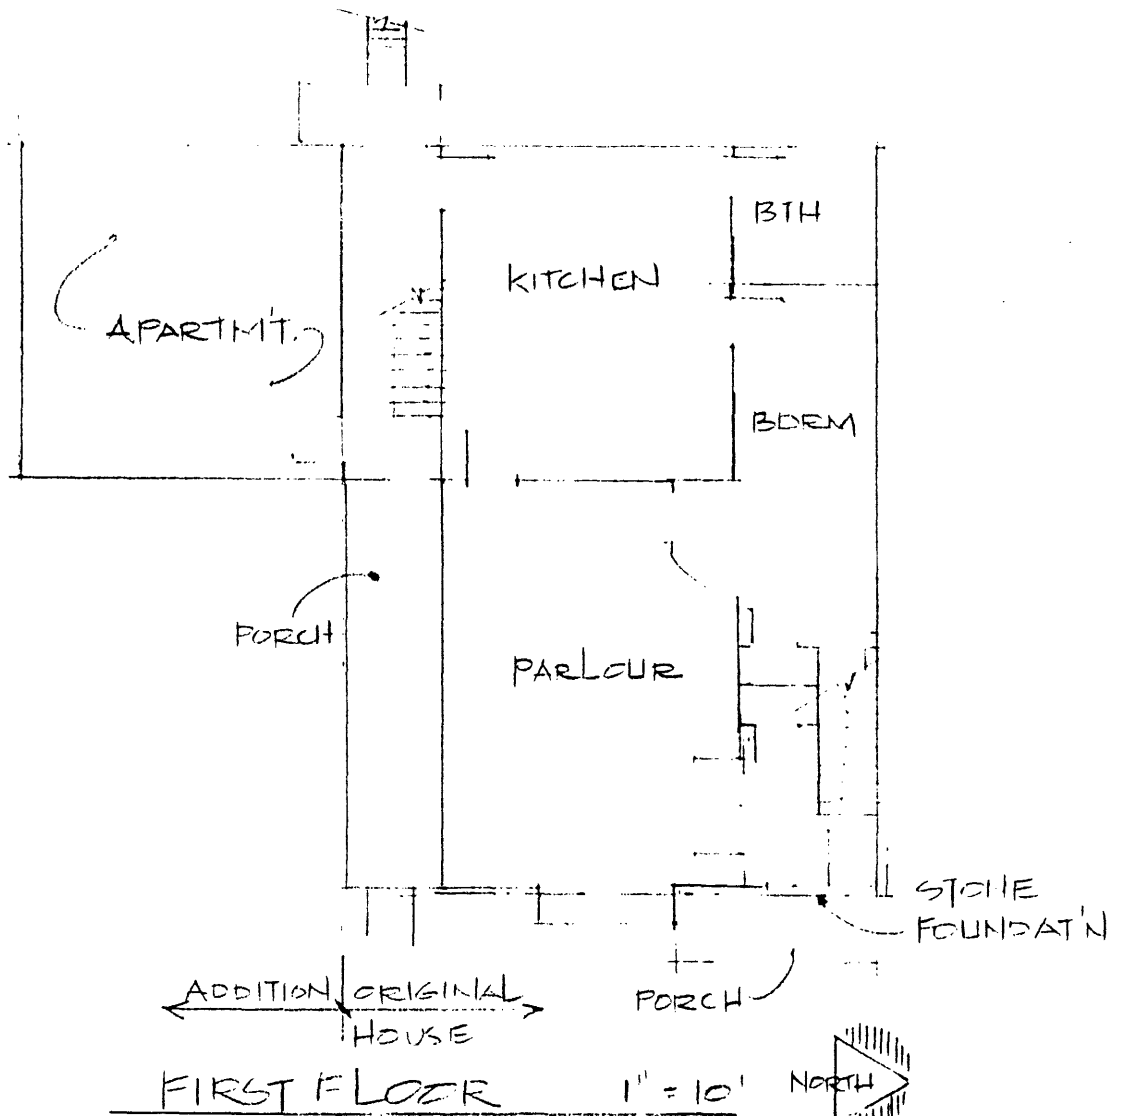 BTH
KITCHEN
APARTM'T.
BDRM
PORCH
PARLOUR
STONE
FOUNDAT'N
ADDITION ORIGINAL
HOUSE
PORCH
FIRST FLOOR 1" = 10'
NORTH